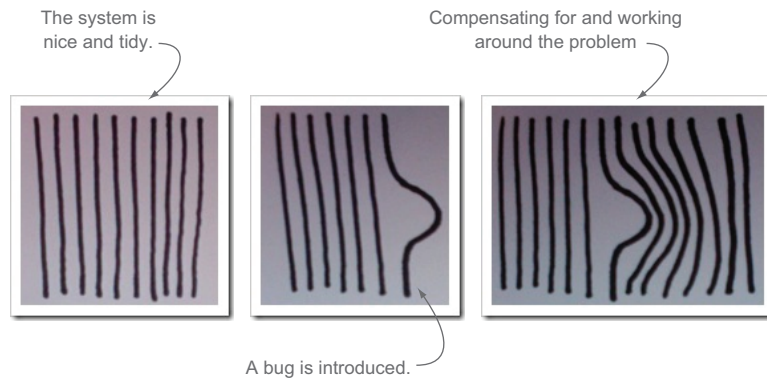 The system is
nice and tidy.
Compensating for and working
around the problem
A bug is introduced.